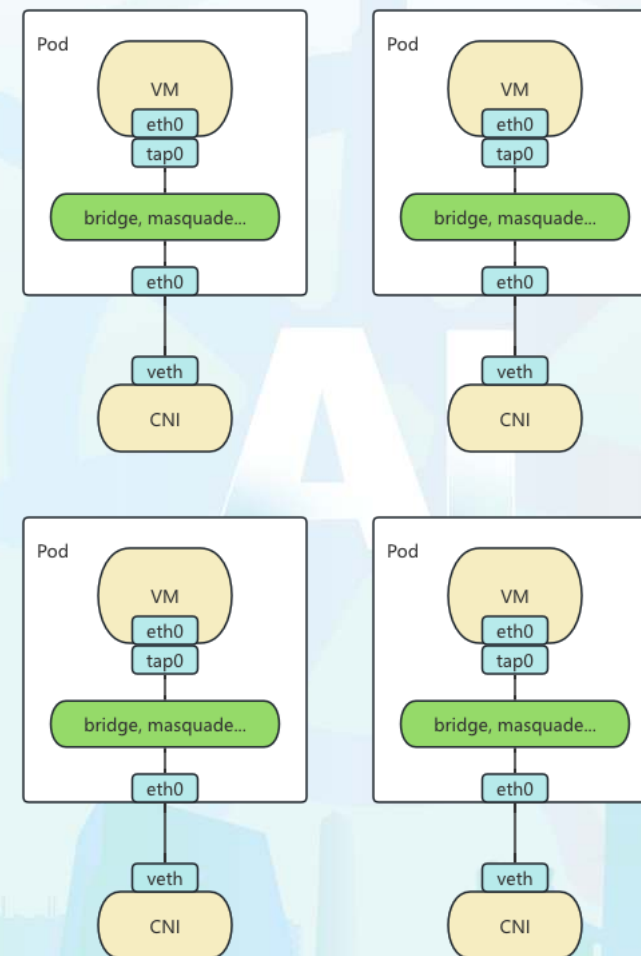 Pod
VM
eth0
tap0
bridge, masquade...
eth0
veth
CNI
Pod
VM
eth0
tap0
bridge, masquade...
eth0
veth
CNI
AI
Pod
VM
eth0
tap0
bridge, masquade...
eth0
veth
CNI
Pod
VM
eth0
tap0
bridge, masquade...
eth0
veth
CNI